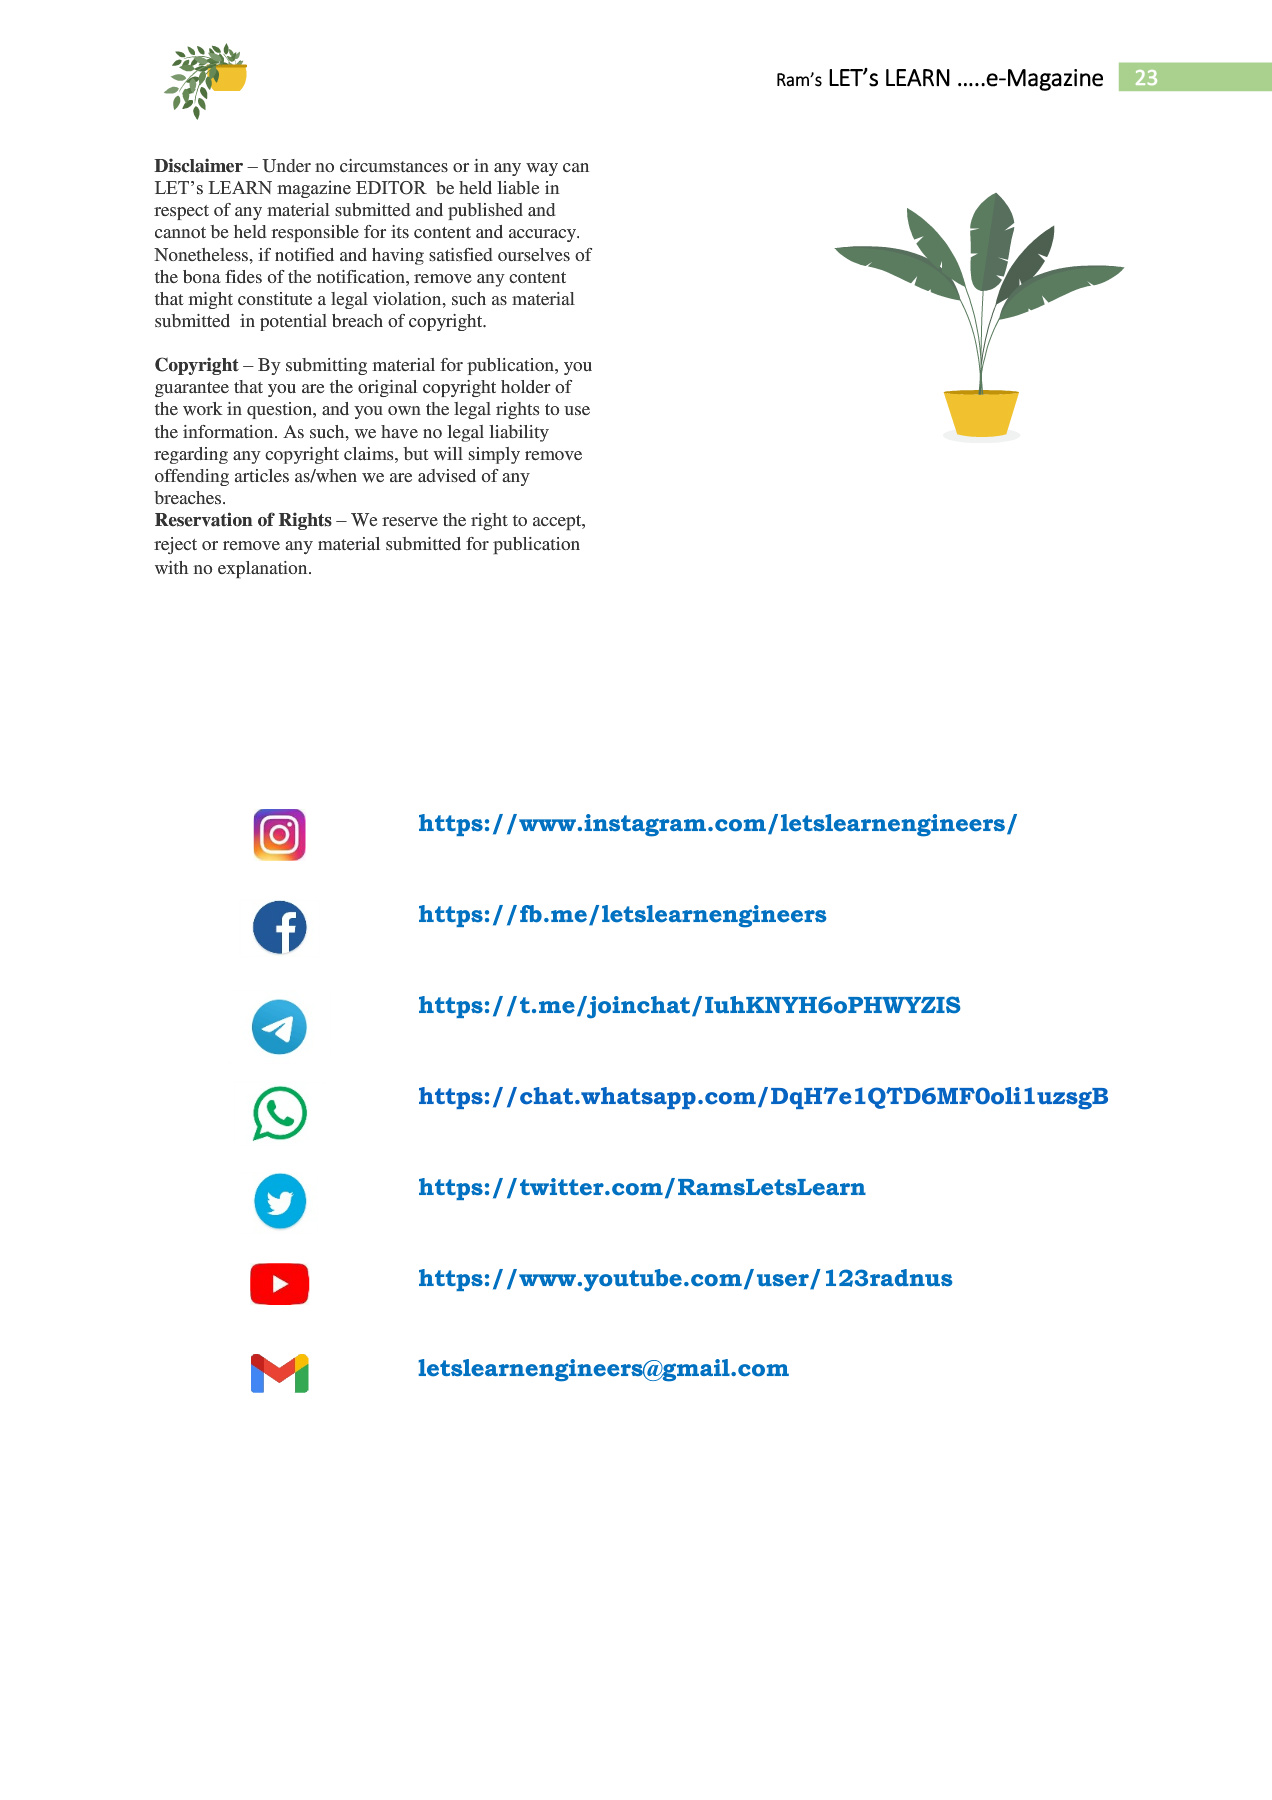 Ram's LET's LEARN .....e-Magazine 23
Disclaimer – Under no circumstances or in any way can
LET's LEARN magazine EDITOR  be held liable in
respect of any material submitted and published and
cannot be held responsible for its content and accuracy.
Nonetheless, if notified and having satisfied ourselves of
the bona fides of the notification, remove any content
that might constitute a legal violation, such as material
submitted  in potential breach of copyright.
Copyright – By submitting material for publication, you
guarantee that you are the original copyright holder of
the work in question, and you own the legal rights to use
the information. As such, we have no legal liability
regarding any copyright claims, but will simply remove
offending articles as/when we are advised of any
breaches.
Reservation of Rights – We reserve the right to accept,
reject or remove any material submitted for publication
with no explanation.
https://www.instagram.com/letslearnengineers/
https://fb.me/letslearnengineers
https://t.me/joinchat/IuhKNYH6oPHWYZIS
https://chat.whatsapp.com/DqH7e1QTD6MF0oli1uzsgB
https://twitter.com/RamsLetsLearn
https://www.youtube.com/user/123radnus
letslearnengineers@gmail.com